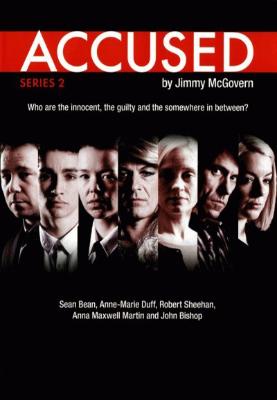 ACCUSED
SERIES 2
by Jimmy McGovern
Who are the innocent, the guilty and the somewhere in between?
Sean Bean, Anne-Marie Duff, Robert Sheehan,
Anna Maxwell Martin and John Bishop